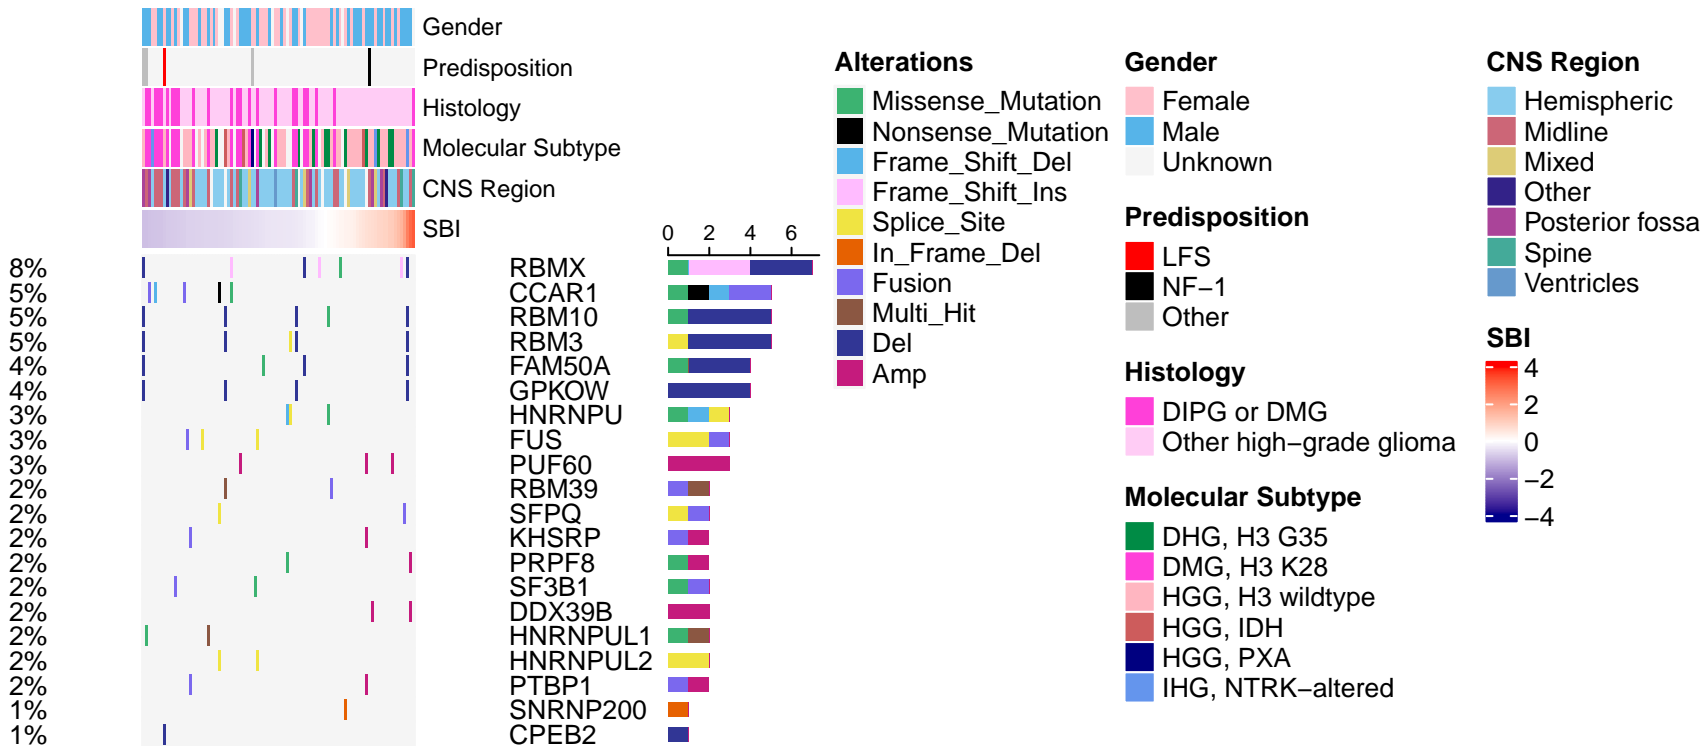 Gender
Predisposition
Histology
Molecular Subtype
CNS Region
SBI
0 2 4 6
8% RBMX
5% CCAR1
5% RBM10
5% RBM3
4% FAM50A
4% GPKOW
3% HNRNPU
3% FUS
3% PUF60
2% RBM39
2% SFPQ
2% KHSRP
2% PRPF8
2% SF3B1
2% DDX39B
2% HNRNPUL1
2% HNRNPUL2
2% PTBP1
1% SNRNP200
1% CPEB2
Alterations
Missense_Mutation
Nonsense_Mutation
Frame_Shift_Del
Frame_Shift_Ins
Splice_Site
In_Frame_Del
Fusion
Multi_Hit
Del
Amp
Gender
Female
Male
Unknown
Predisposition
LFS
NF−1
Other
Histology
DIPG or DMG
Other high−grade glioma
Molecular Subtype
DHG, H3 G35
DMG, H3 K28
HGG, H3 wildtype
HGG, IDH
HGG, PXA
IHG, NTRK−altered
CNS Region
Hemispheric
Midline
Mixed
Other
Posterior fossa
Spine
Ventricles
SBI
4
2
0
−2
−4